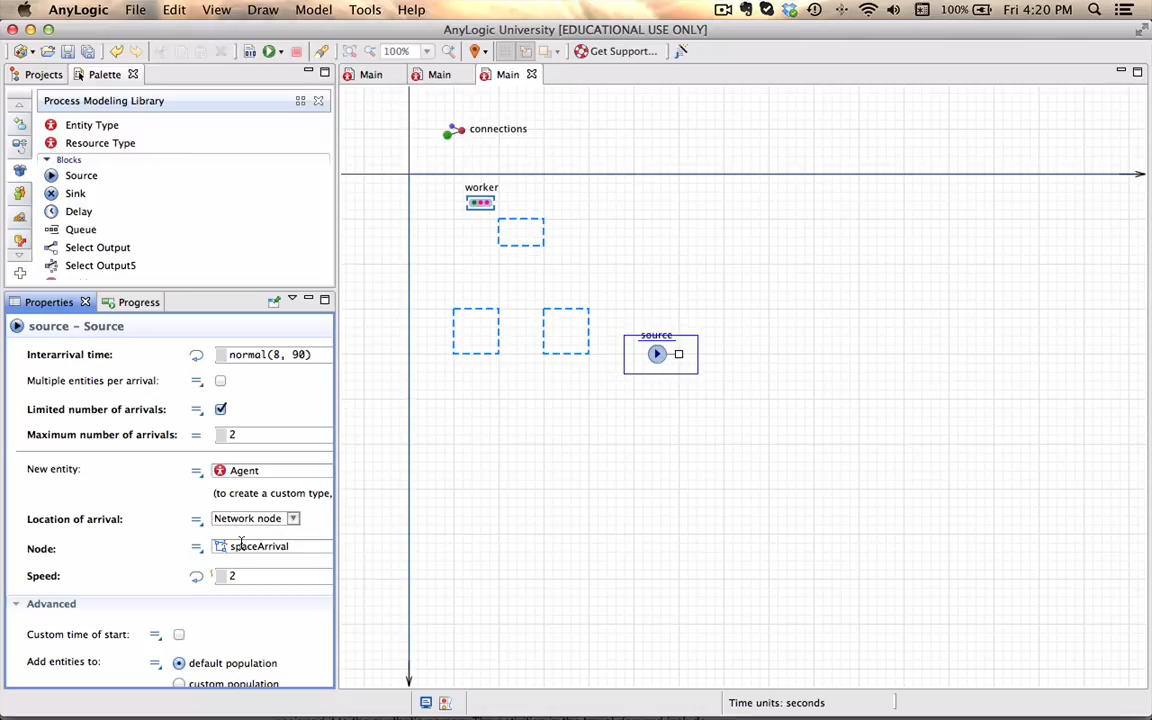 AnyLogic File Edit View Draw Model Tools Help 100% Fri 4:20 PM
AnyLogic University [EDUCATIONAL USE ONLY]
100% Get Support...
Projects Palette Main Main Main
Process Modeling Library
Entity Type
Resource Type
Blocks
Source
Sink
Delay
Queue
Select Output
Select Output5
connections
worker
source
Properties Progress
source – Source
Interarrival time: normal(8, 90)
Multiple entities per arrival:
Limited number of arrivals:
Maximum number of arrivals: 2
New entity: Agent
(to create a custom type,
Location of arrival: Network node
Node: spaceArrival
Speed: 2
Advanced
Custom time of start:
Add entities to: default population
custom population
Time units: seconds